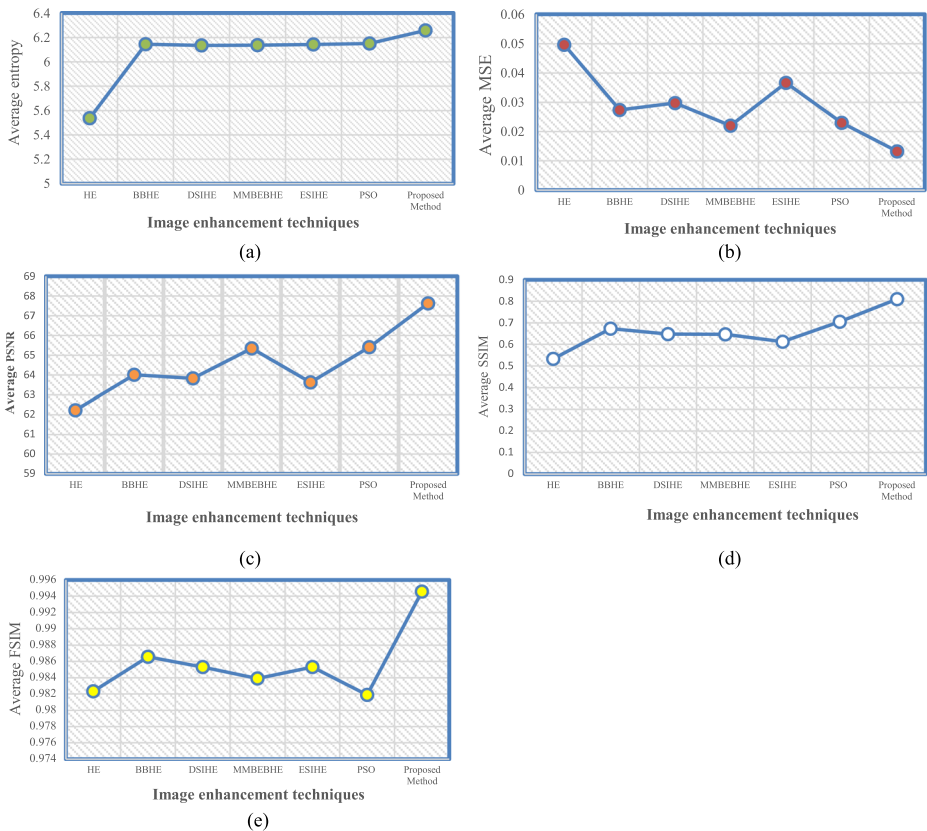 6.4
6.2
6
5.8
5.6
5.4
5.2
5
Average entropy
HE BBHE DSIHE MMBEBHE ESIHE PSO Proposed
Method
Image enhancement techniques
(a)
0.06
0.05
0.04
0.03
0.02
0.01
0
Average MSE
HE BBHE DSIHE MMBEBHE ESIHE PSO Proposed
Method
Image enhancement techniques
(b)
69
68
67
66
65
64
63
62
61
60
59
Average PSNR
HE BBHE DSIHE MMBEBHE ESIHE PSO Proposed
Method
Image enhancement techniques
(c)
0.9
0.8
0.7
0.6
0.5
0.4
0.3
0.2
0.1
0
Average SSIM
HE BBHE DSIHE MMBEBHE ESIHE PSO Proposed
Method
Image enhancement techniques
(d)
0.996
0.994
0.992
0.99
0.988
0.986
0.984
0.982
0.98
0.978
0.976
0.974
Average FSIM
HE BBHE DSIHE MMBEBHE ESIHE PSO Proposed
Method
Image enhancement techniques
(e)